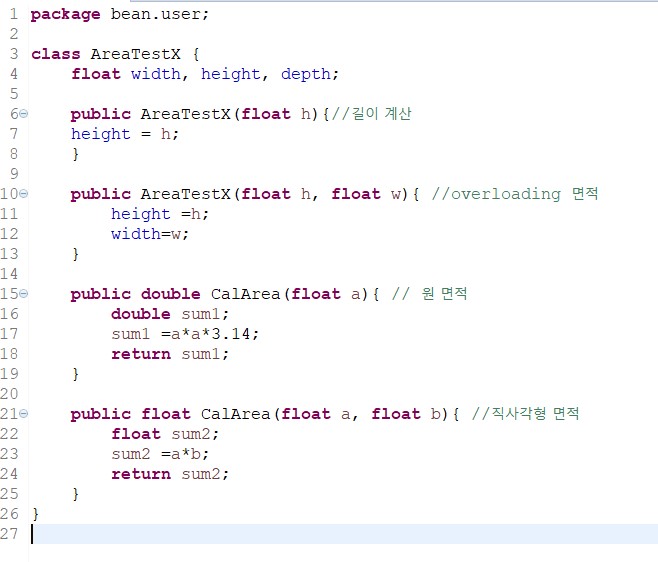 1 package bean.user;
2
3 class AreaTestX {
4     float width, height, depth;
5
6     public AreaTestX(float h){//길이 계산
7     height = h;
8     }
9
10     public AreaTestX(float h, float w){ //overloading 면적
11         height =h;
12         width=w;
13     }
14
15     public double CalArea(float a){ // 원 면적
16         double sum1;
17         sum1 =a*a*3.14;
18         return sum1;
19     }
20
21     public float CalArea(float a, float b){ //직사각형 면적
22         float sum2;
23         sum2 =a*b;
24         return sum2;
25     }
26 }
27